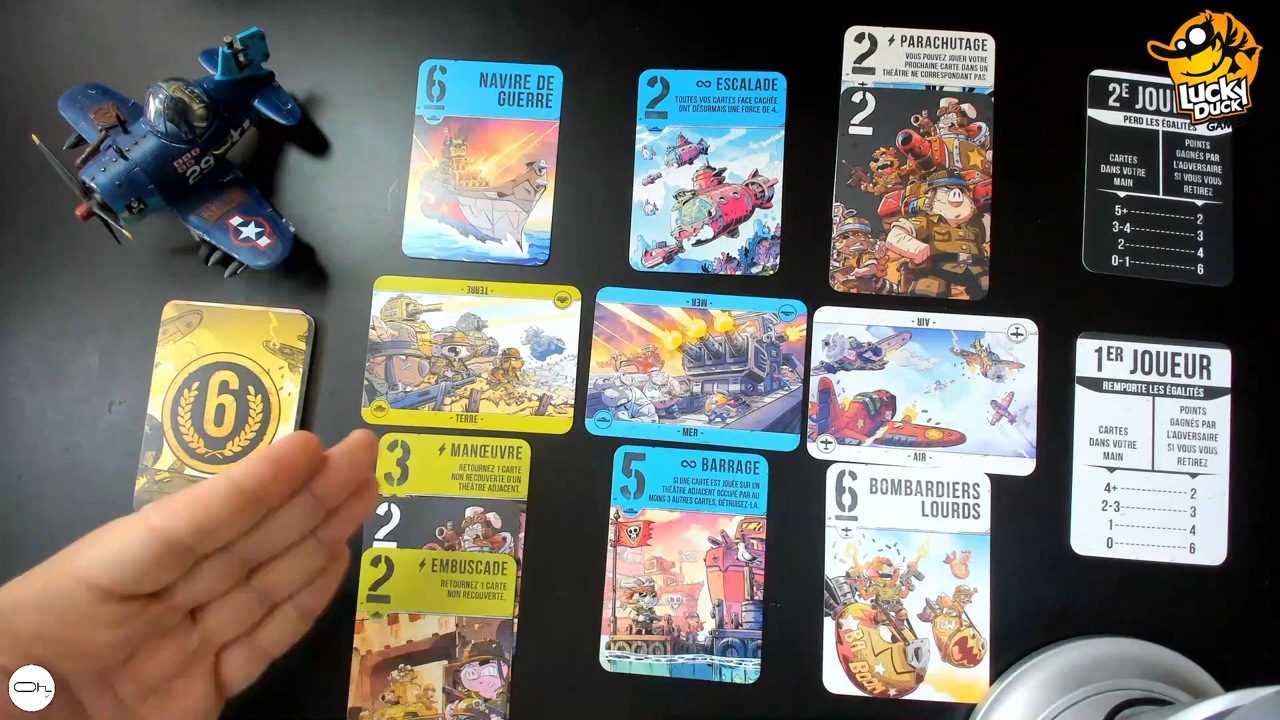 6
NAVIRE DE
GUERRE
2
∞ ESCALADE
TOUTES VOS CARTES FACE CACHÉE
ONT DÉSORMAIS UNE FORCE DE 4.
2
PARACHUTAGE
VOUS POUVEZ JOUER VOTRE
PROCHAINE CARTE DANS UN
THÉÂTRE NE CORRESPONDANT PAS.
2
LUCKY
DUCK
GAMES
2E JOU
PERD LES ÉGALITÉS
CARTES
DANS VOTRE
MAIN
POINTS
GAGNÉS PAR
L'ADVERSAIRE
SI VOUS VOUS
RETIREZ
5+ 2
3-4 3
2 4
0-1 6
29
6
- TERRE -
- TERRE -
- MER -
- MER -
- AIR -
- AIR -
1ER JOUEUR
REMPORTE LES ÉGALITÉS
CARTES
DANS VOTRE
MAIN
POINTS
GAGNÉS PAR
L'ADVERSAIRE
SI VOUS VOUS
RETIREZ
4+ 2
2-3 3
1 4
0 6
3
MANŒUVRE
RETOURNEZ 1 CARTE
NON RECOUVERTE D'UN
THÉÂTRE ADJACENT.
2
2
EMBUSCADE
RETOURNEZ 1 CARTE
NON RECOUVERTE.
5
∞ BARRAGE
SI UNE CARTE EST JOUÉE SUR UN
THÉÂTRE ADJACENT OCCUPÉ PAR AU
MOINS 3 AUTRES CARTES, DÉTRUISEZ-LA.
6
BOMBARDIERS
LOURDS
BA-
BOOM
Oh